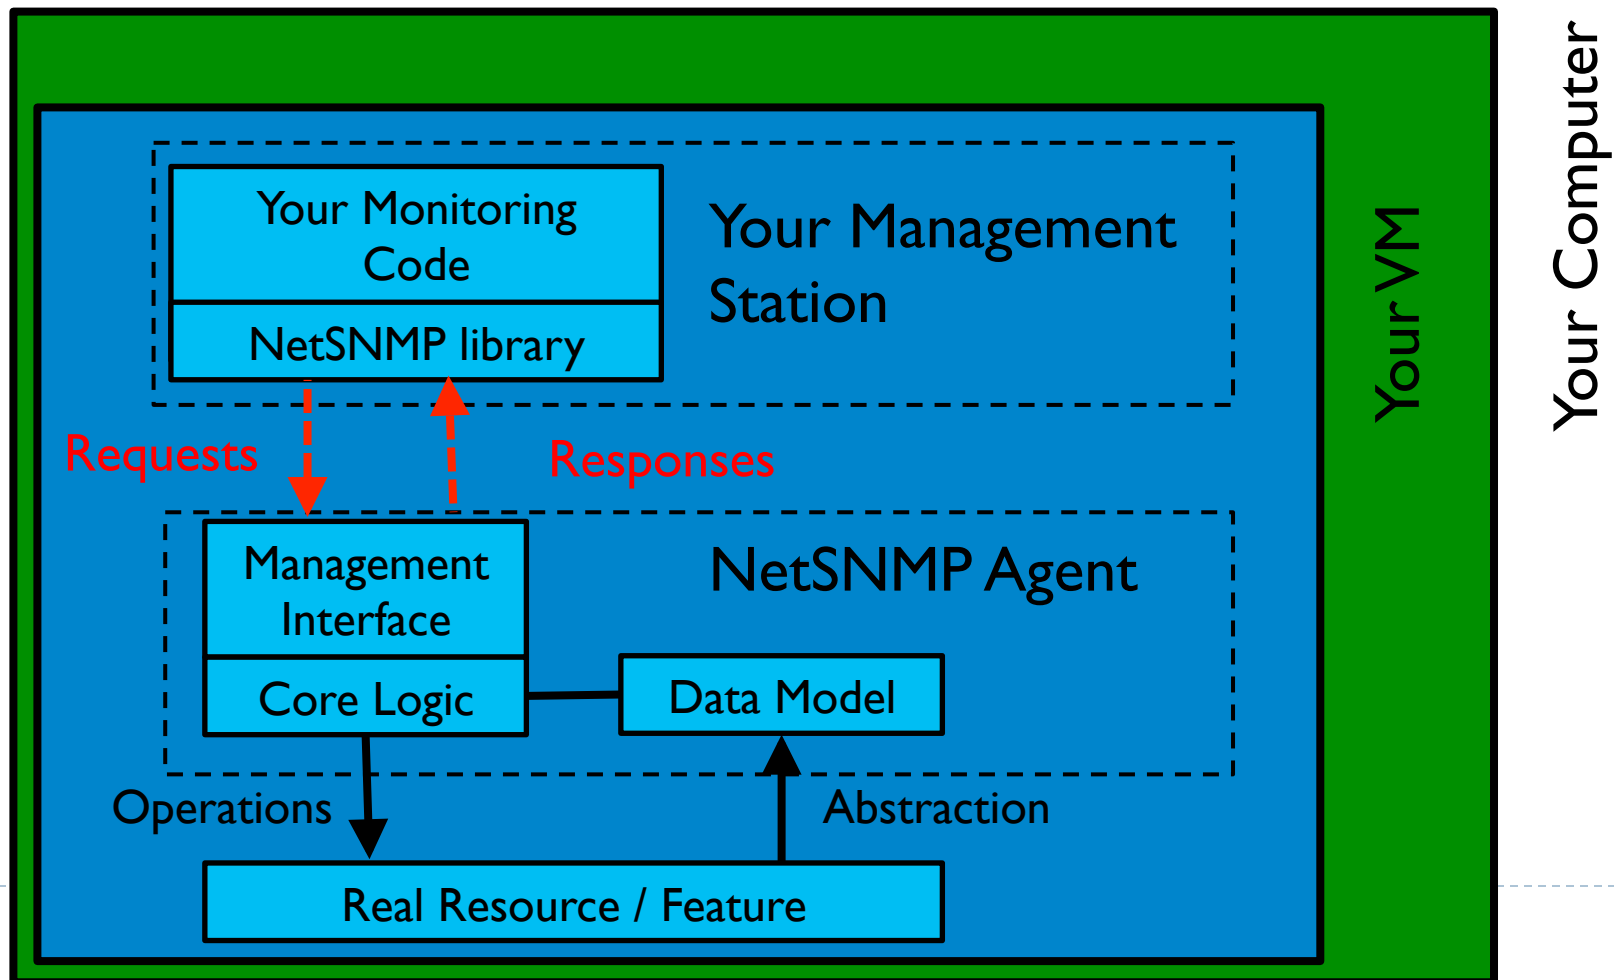 Your Computer
Your VM
Your Monitoring
Code
NetSNMP library
Your Management
Station
Requests
Responses
Management
Interface
Core Logic
NetSNMP Agent
Data Model
Operations
Abstraction
Real Resource / Feature